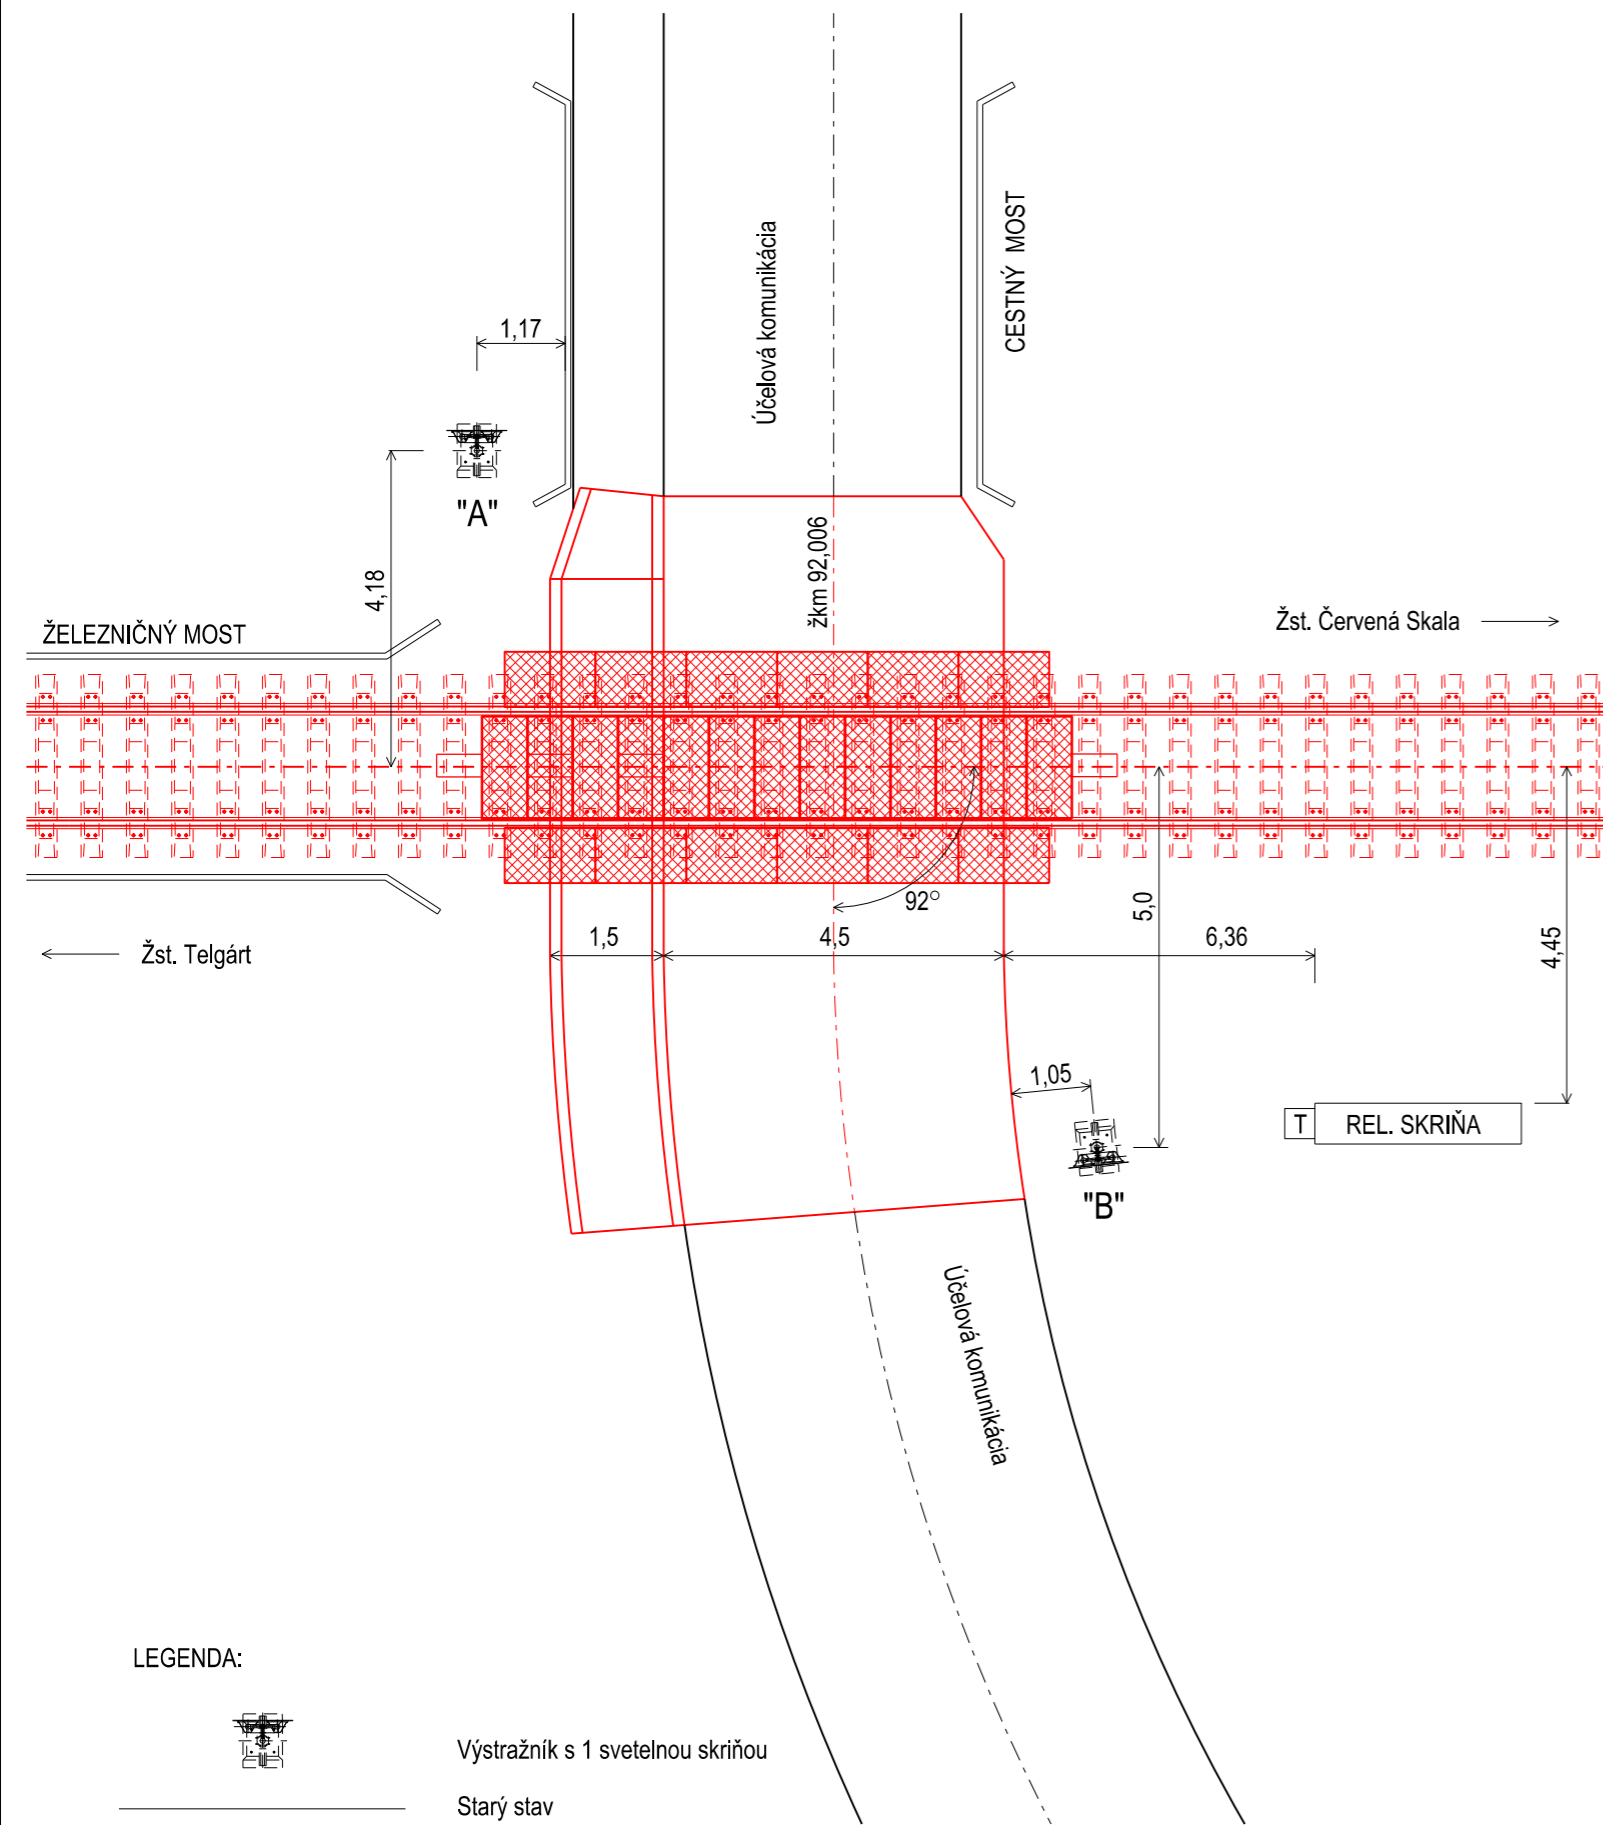 CESTNÝ MOST
Účelová komunikácia
1,17
"A"
4,18
žkm 92,006
ŽELEZNIČNÝ MOST
Žst. Červená Skala
92°
5,0
1,5
4,5
6,36
4,45
Žst. Telgárt
1,05
T
REL. SKRIŇA
"B"
Účelová komunikácia
LEGENDA:
Výstražník s 1 svetelnou skriňou
Starý stav